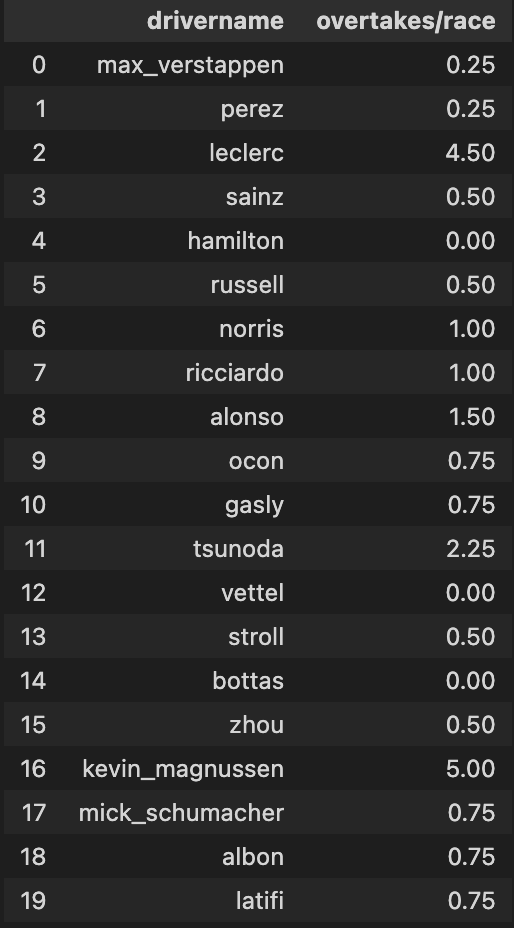 drivername overtakes/race
0 max_verstappen 0.25
1 perez 0.25
2 leclerc 4.50
3 sainz 0.50
4 hamilton 0.00
5 russell 0.50
6 norris 1.00
7 ricciardo 1.00
8 alonso 1.50
9 ocon 0.75
10 gasly 0.75
11 tsunoda 2.25
12 vettel 0.00
13 stroll 0.50
14 bottas 0.00
15 zhou 0.50
16 kevin_magnussen 5.00
17 mick_schumacher 0.75
18 albon 0.75
19 latifi 0.75